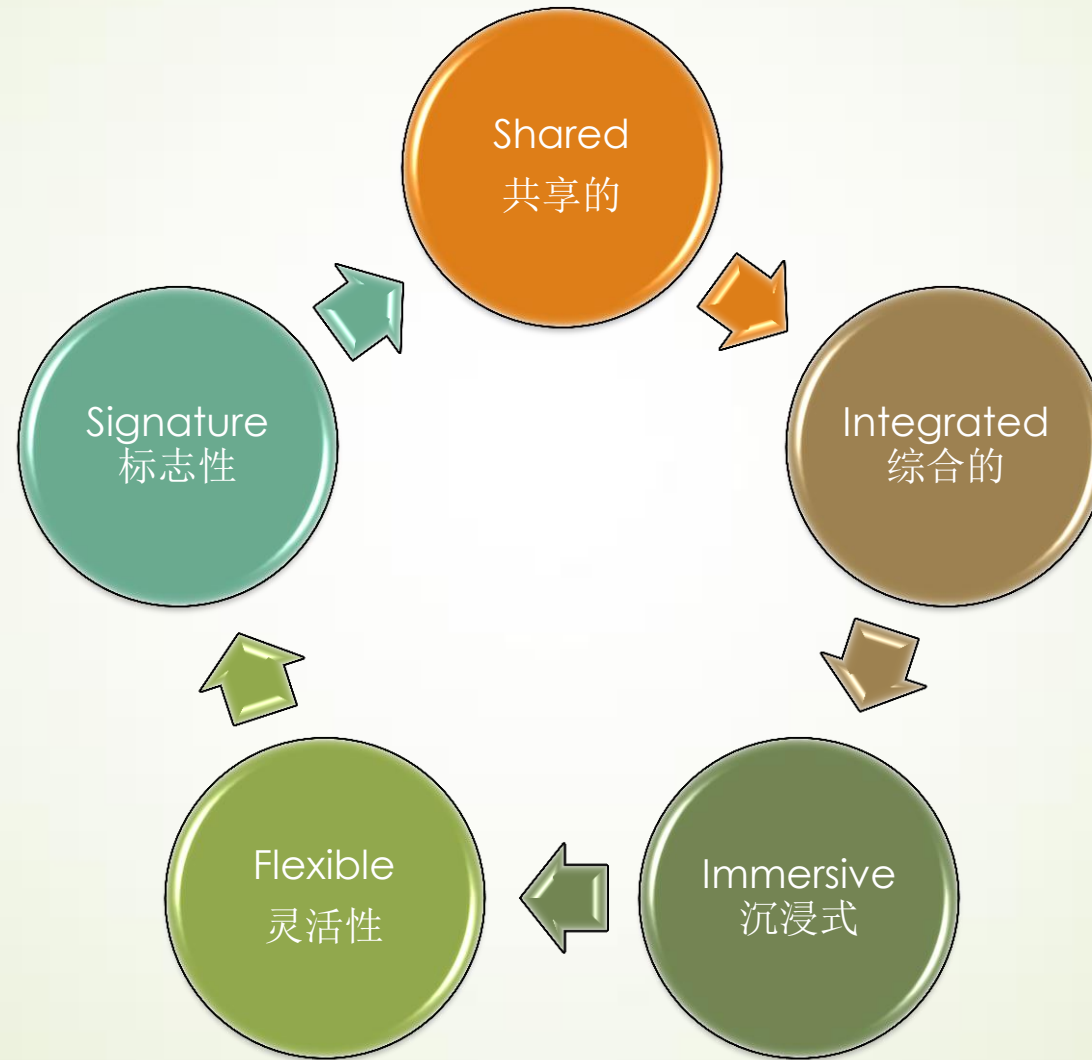 Shared
共享的
Integrated
综合的
Immersive
沉浸式
Flexible
灵活性
Signature
标志性